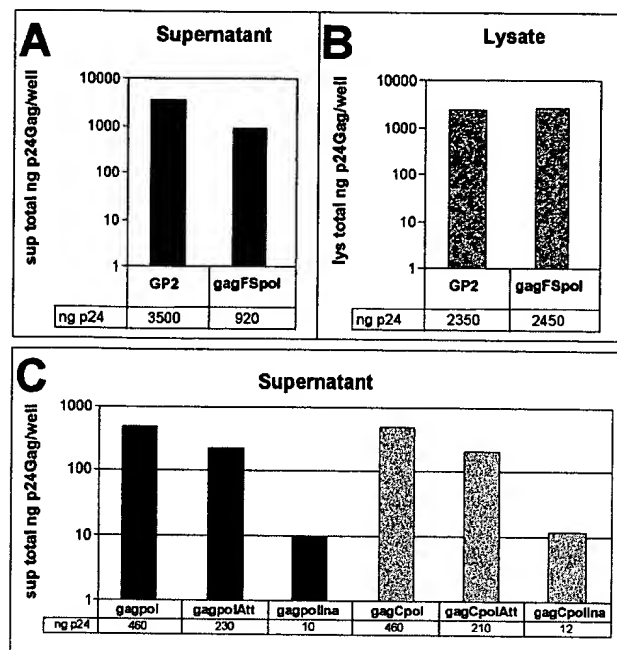 A
Supernatant
sup total ng p24Gag/well
10000
1000
100
10
1
GP2 gagFSpol
ng p24 3500 920
B
Lysate
lys total ng p24Gag/well
10000
1000
100
10
1
GP2 gagFSpol
ng p24 2350 2450
C
Supernatant
sup total ng p24Gag/well
1000
100
10
1
gagpol gagpolAtt gagpolIna gagCpol gagCpolAtt gagCpolIna
ng p24 460 230 10 460 210 12